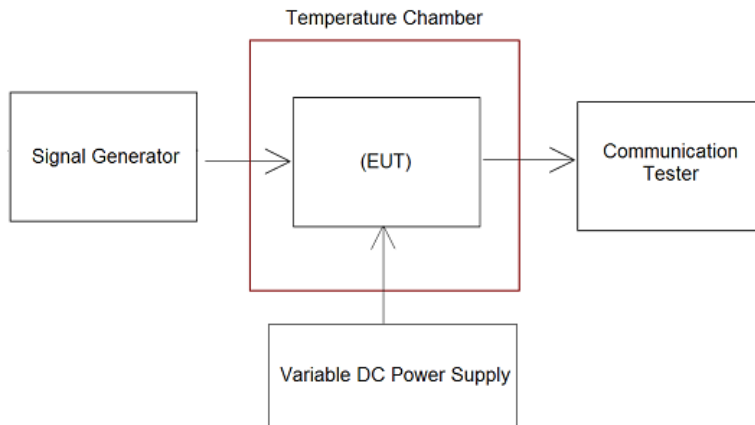 Temperature Chamber
Signal Generator
(EUT)
Communication
Tester
Variable DC Power Supply